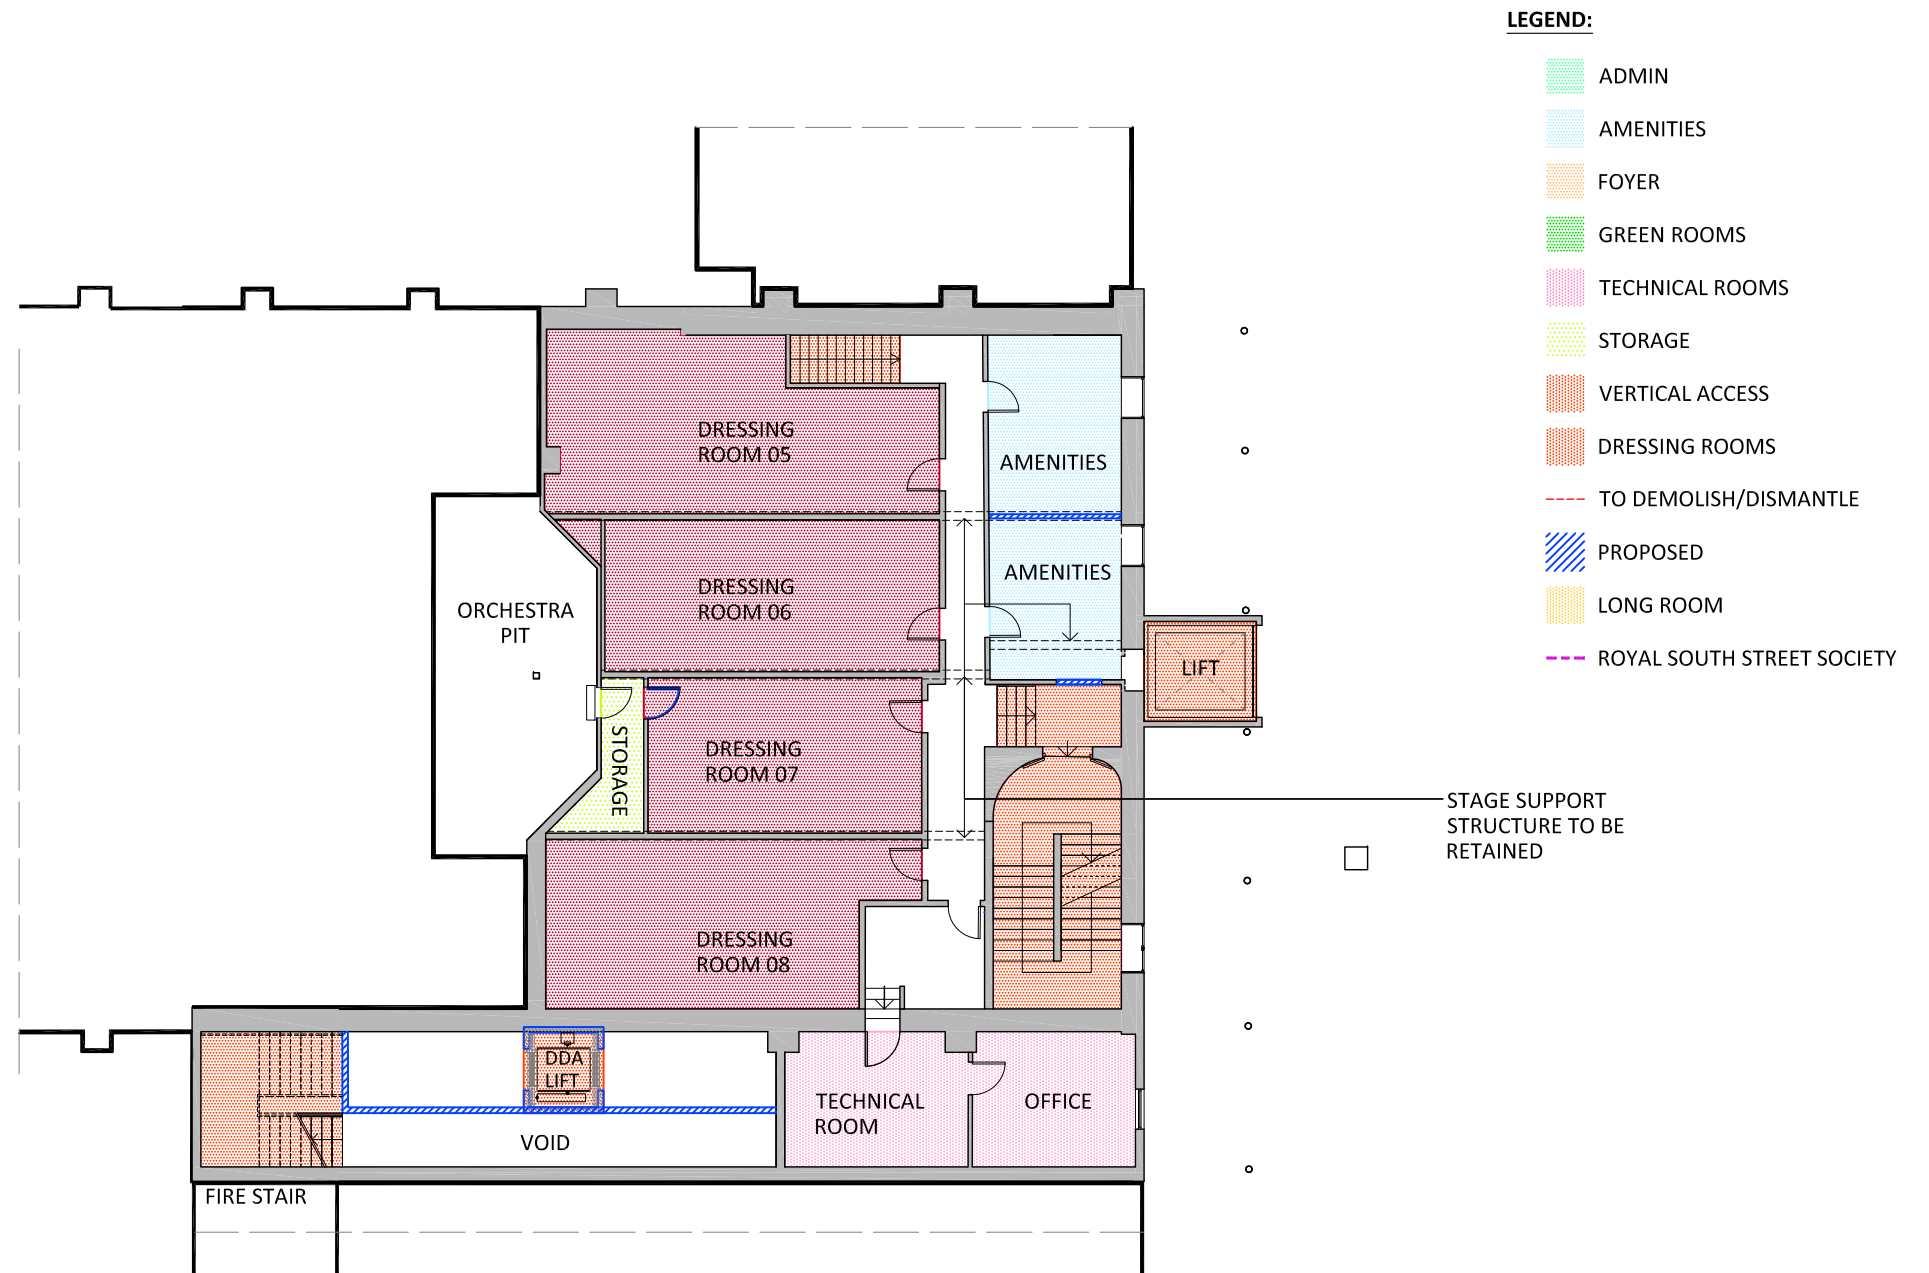 LEGEND:
ADMIN
AMENITIES
FOYER
GREEN ROOMS
TECHNICAL ROOMS
STORAGE
VERTICAL ACCESS
DRESSING ROOMS
TO DEMOLISH/DISMANTLE
PROPOSED
LONG ROOM
ROYAL SOUTH STREET SOCIETY
DRESSING
ROOM 05
AMENITIES
AMENITIES
DRESSING
ROOM 06
ORCHESTRA
PIT
LIFT
STORAGE
DRESSING
ROOM 07
STAGE SUPPORT
STRUCTURE TO BE
RETAINED
DRESSING
ROOM 08
DDA
LIFT
TECHNICAL
ROOM
OFFICE
VOID
FIRE STAIR